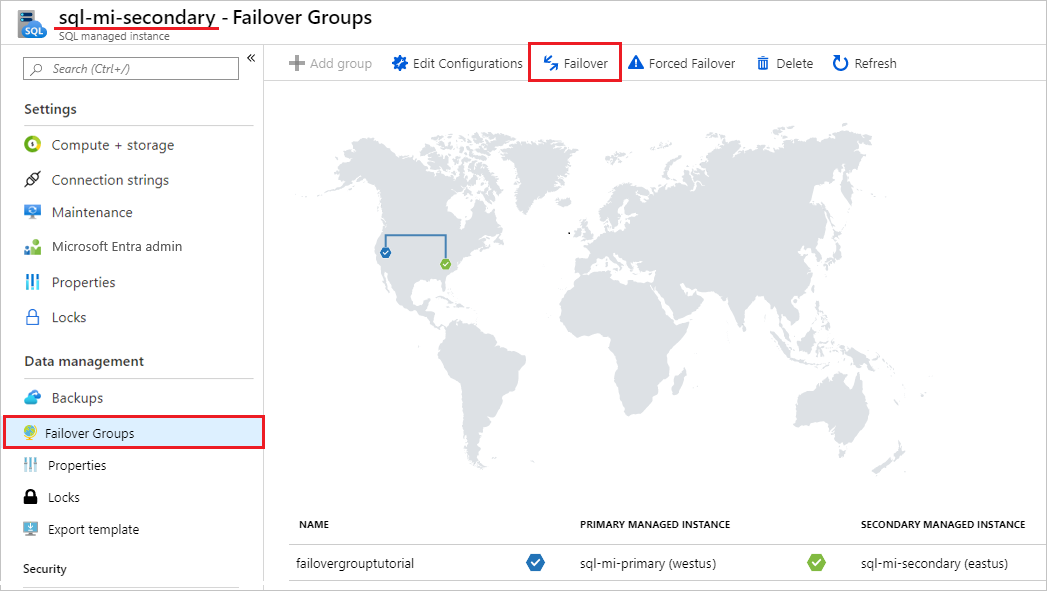 sql-mi-secondary - Failover Groups
SQL
SQL managed instance
Search (Ctrl+/)
«
Add group
Edit Configurations
Failover
Forced Failover
Delete
Refresh
Settings
Compute + storage
Connection strings
Maintenance
Microsoft Entra admin
Properties
Locks
Data management
Backups
Failover Groups
Properties
Locks
Export template
Security
NAME PRIMARY MANAGED INSTANCE SECONDARY MANAGED INSTANCE
failovergrouptutorial sql-mi-primary (westus) sql-mi-secondary (eastus)